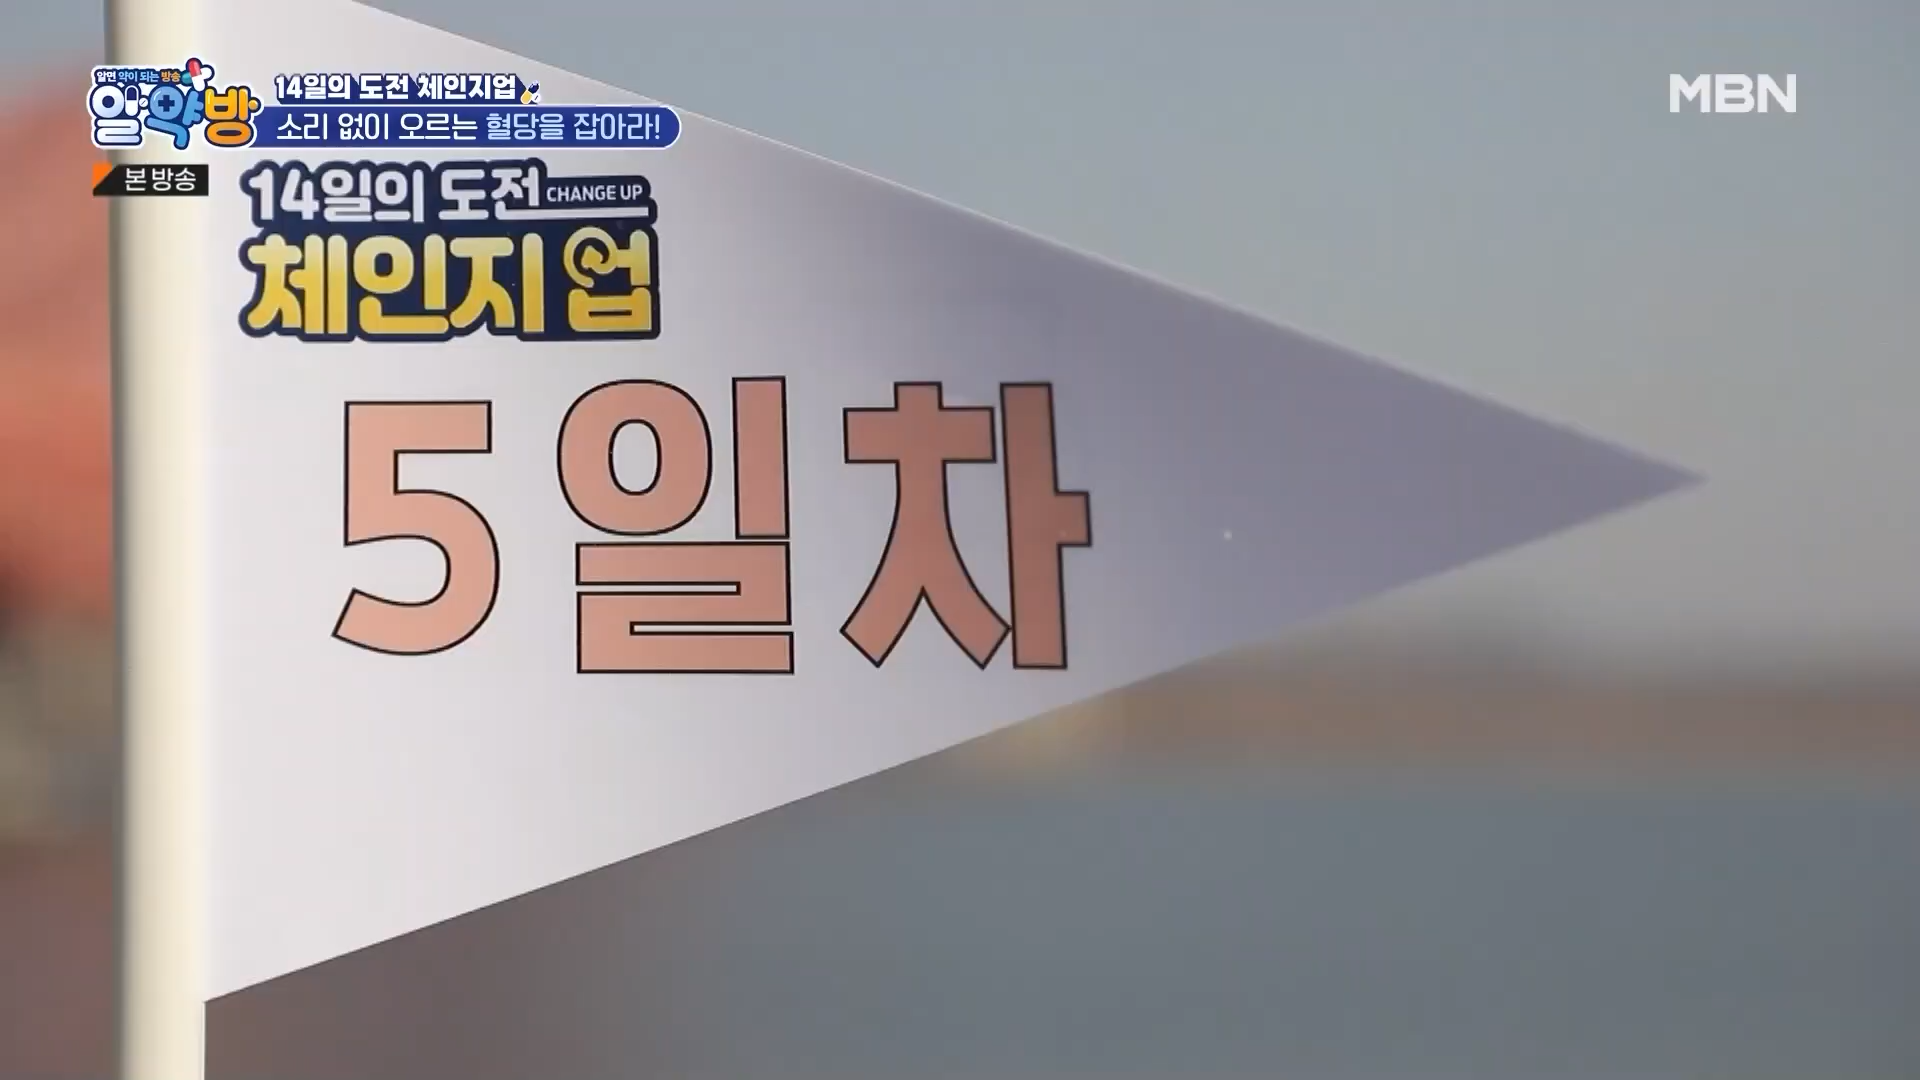 알면 약이 되는 방송
알약방
14일의 도전 체인지업
소리 없이 오르는 혈당을 잡아라!
MBN
본 방송
14일의 도전 CHANGE UP
체인지 업
5일차